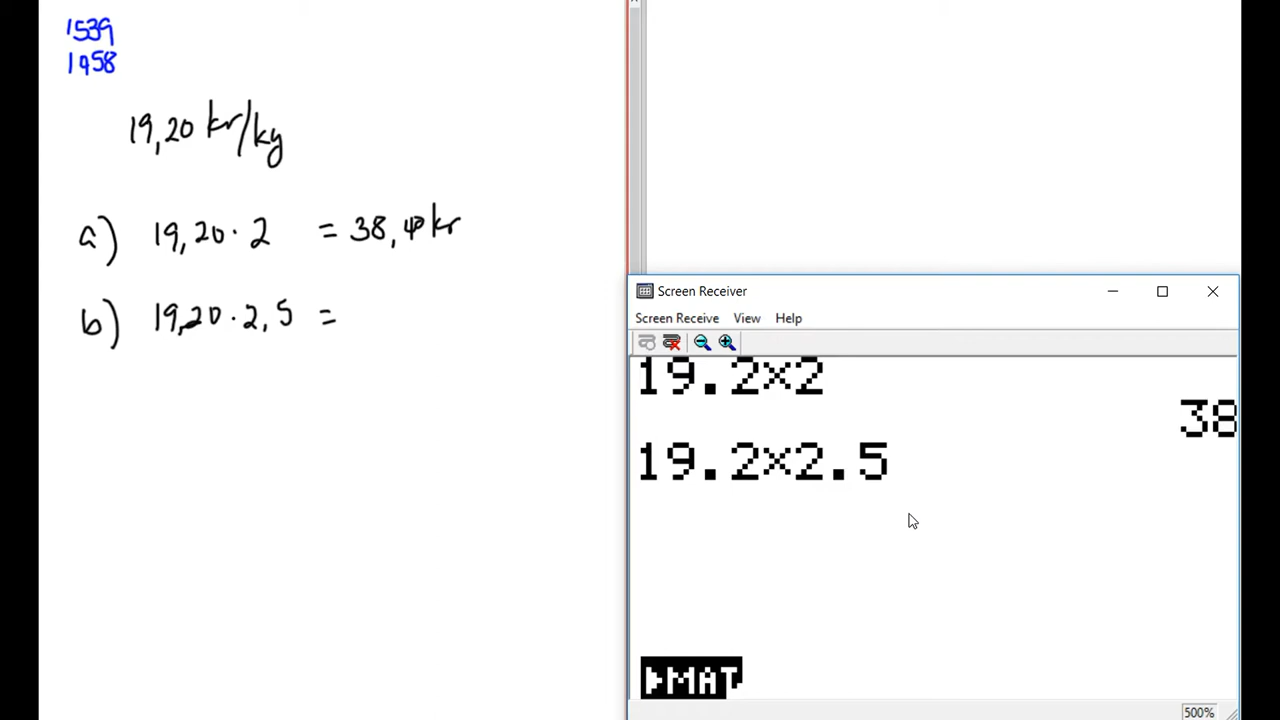 1539
1958
19,20 kr/kg
a) 19,20 · 2 = 38,40 kr
b) 19,20 · 2,5 =
Screen Receiver
Screen Receive View Help
19.2×2
38
19.2×2.5
▶MAT
500%